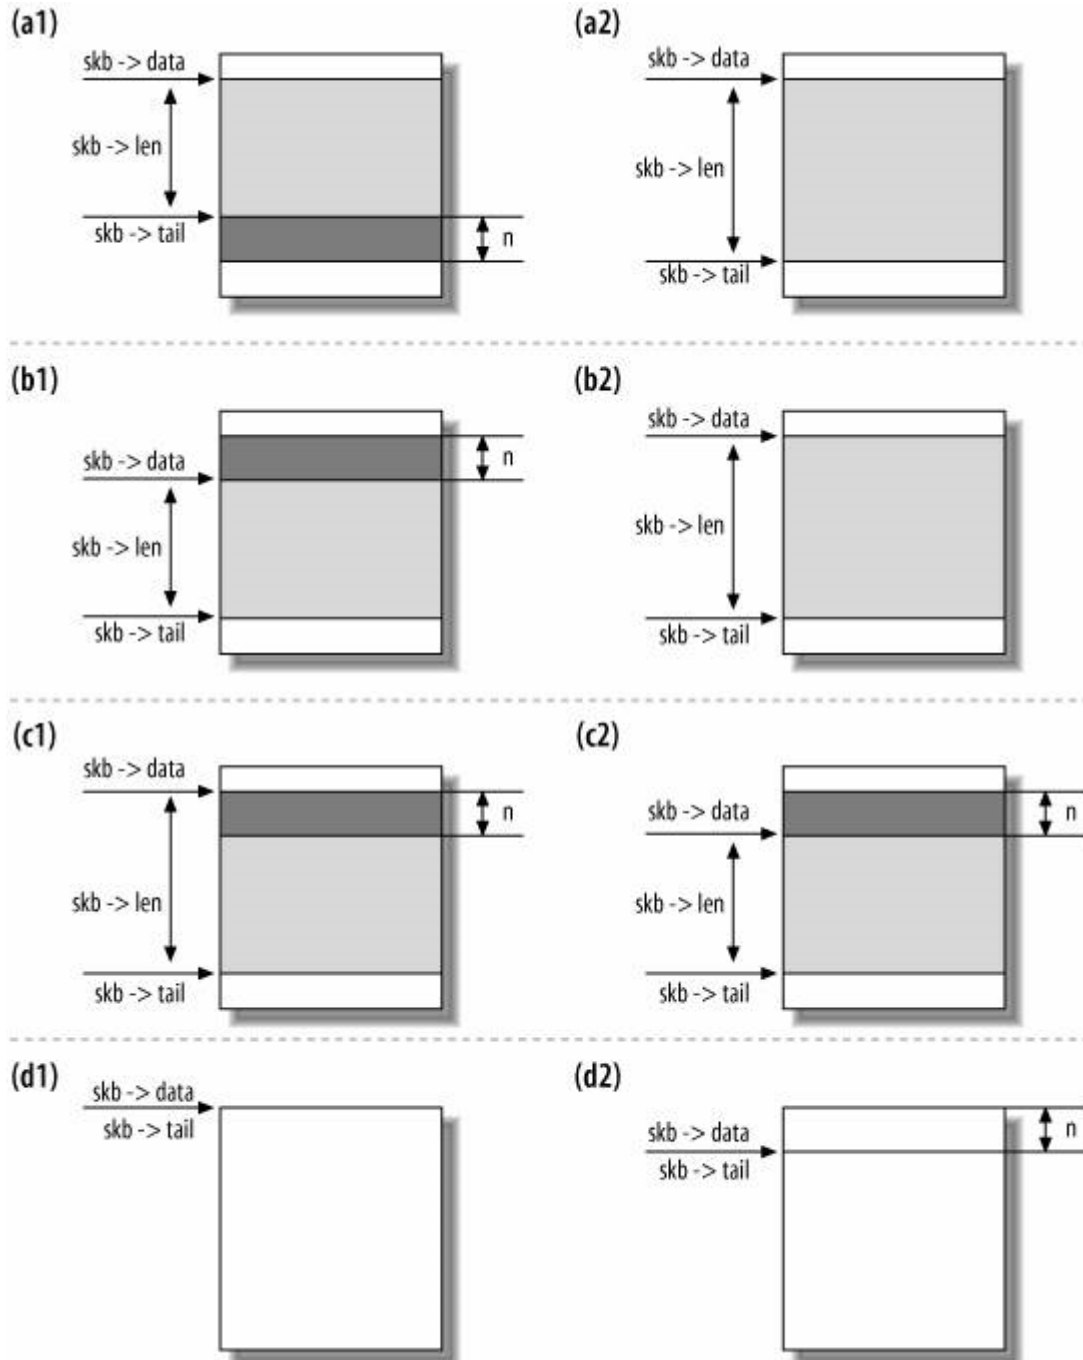 (a1)
(a2)
skb -> data
skb -> data
skb -> len
skb -> len
skb -> tail
n
skb -> tail
(b1)
(b2)
skb -> data
n
skb -> data
skb -> len
skb -> len
skb -> tail
skb -> tail
(c1)
(c2)
skb -> data
n
skb -> data
n
skb -> len
skb -> len
skb -> tail
skb -> tail
(d1)
(d2)
skb -> data
skb -> tail
skb -> data
n
skb -> tail